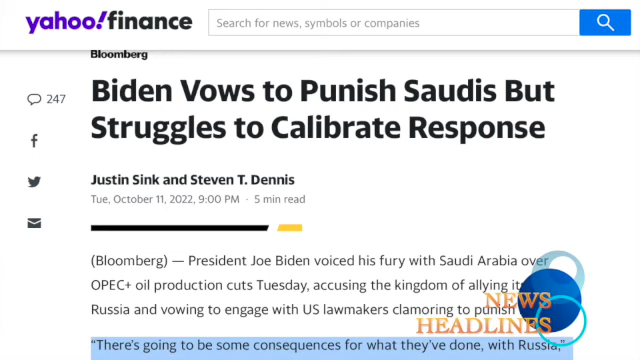 yahoo!finance
Search for news, symbols or companies
Bloomberg
Biden Vows to Punish Saudis But
Struggles to Calibrate Response
247
Justin Sink and Steven T. Dennis
Tue, October 11, 2022, 9:00 PM · 5 min read
(Bloomberg) — President Joe Biden voiced his fury with Saudi Arabia over
OPEC+ oil production cuts Tuesday, accusing the kingdom of allying
Russia and vowing to engage with US lawmakers clamoring to punish
NEWS
HEADLINES
“There’s going to be some consequences for what they’ve done, with Russia,”